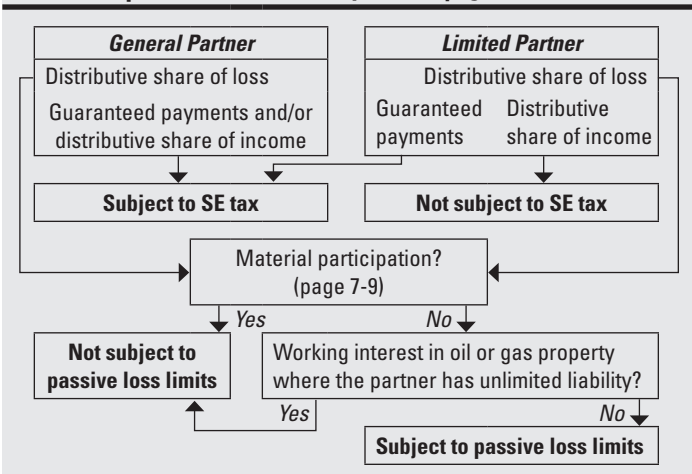 General Partner
Distributive share of loss
Guaranteed payments and/or
distributive share of income
Limited Partner
Distributive share of loss
Guaranteed
payments
Distributive
share of income
Subject to SE tax
Not subject to SE tax
Material participation?
(page 7-9)
Yes
No
Not subject to
passive loss limits
Working interest in oil or gas property
where the partner has unlimited liability?
Yes
No
Subject to passive loss limits